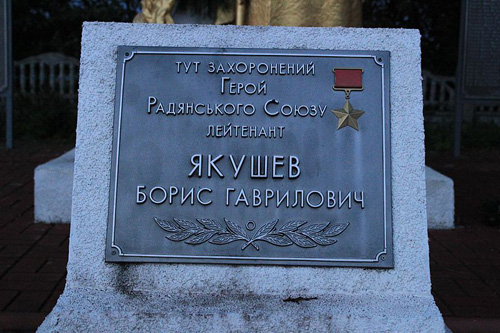 ТУТ ЗАХОРОНЕНИЙ
ГЕРОЙ
РАДЯНСЬКОГО СОЮЗУ
ЛЕЙТЕНАНТ
ЯКУШЕВ
БОРИС ГАВРИЛОВИЧ